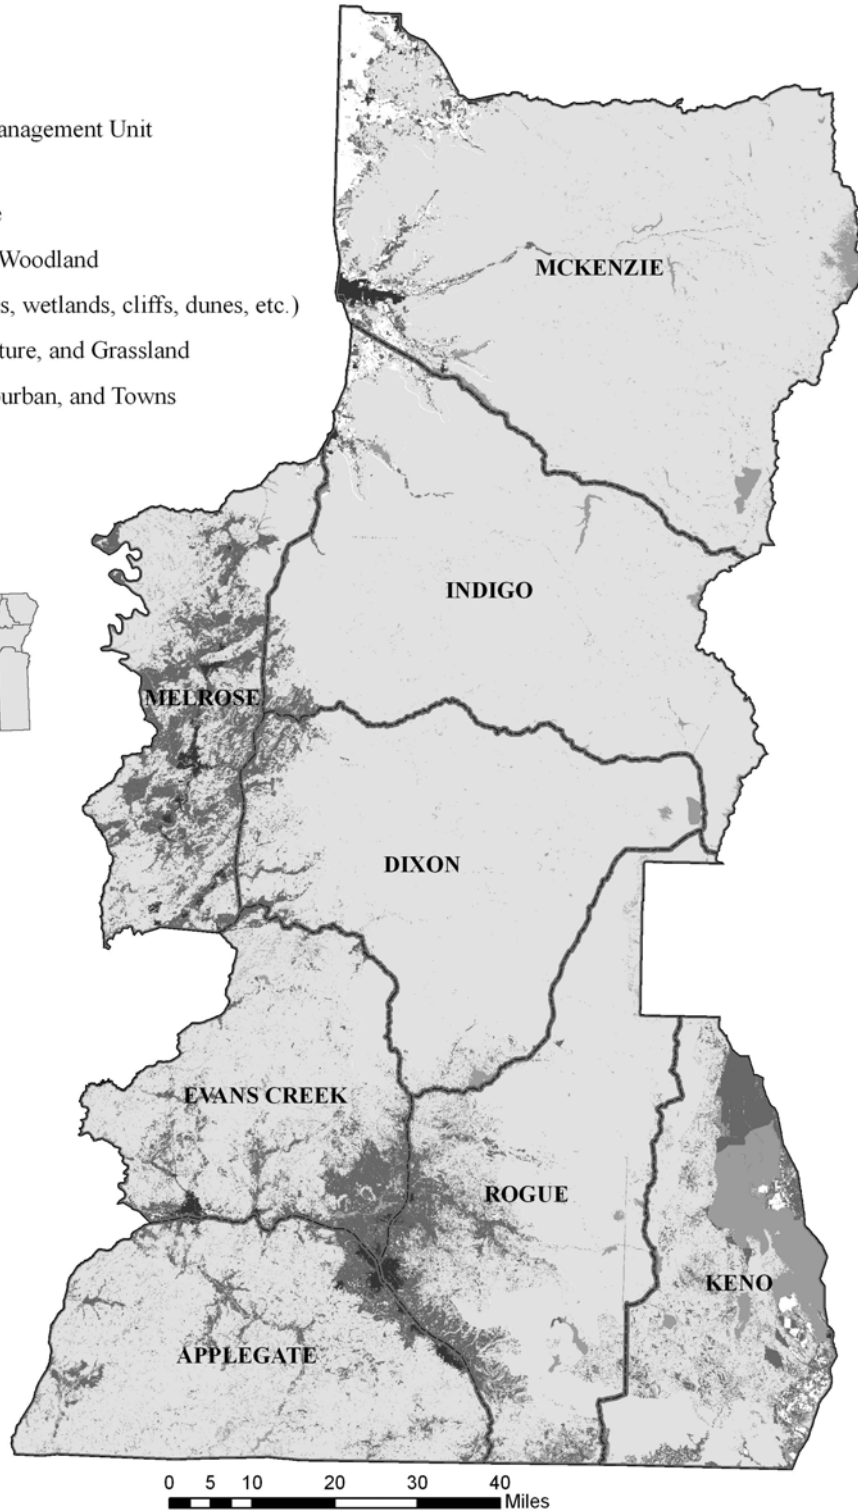 anagement Unit
e
Woodland
s, wetlands, cliffs, dunes, etc.)
ture, and Grassland
ourban, and Towns
MCKENZIE
INDIGO
MELROSE
DIXON
EVANS CREEK
ROGUE
KENO
APPLEGATE
0 5 10 20 30 40
Miles